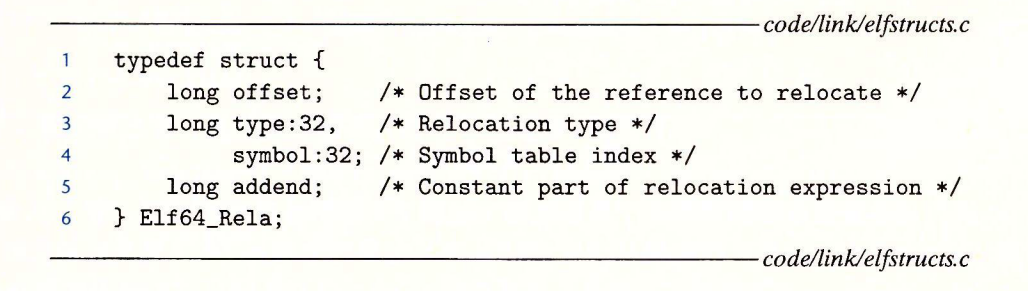 code/link/elfstructs.c
1 typedef struct {
2 long offset; /* Offset of the reference to relocate */
3 long type:32, /* Relocation type */
4 symbol:32; /* Symbol table index */
5 long addend; /* Constant part of relocation expression */
6 } Elf64_Rela;
code/link/elfstructs.c